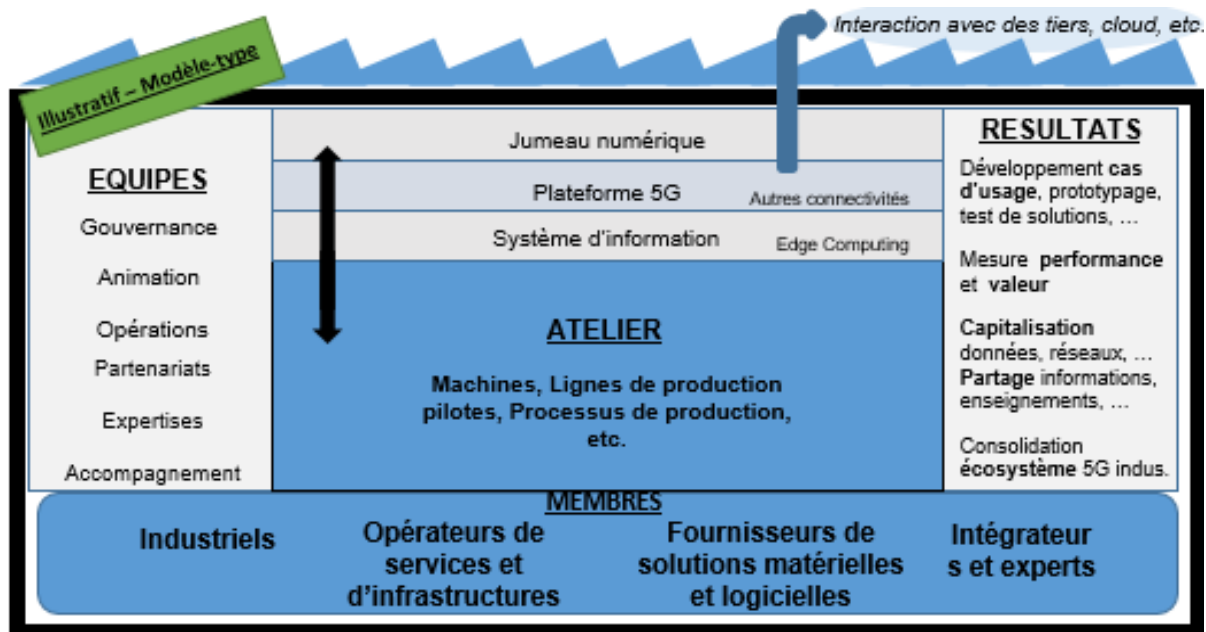 Interaction avec des tiers, cloud, etc.
Illustratif – Modèle-type
EQUIPES
Gouvernance
Animation
Opérations
Partenariats
Expertises
Accompagnement
Jumeau numérique
Plateforme 5G
Autres connectivités
Système d'information
Edge Computing
ATELIER
Machines, Lignes de production
pilotes, Processus de production,
etc.
RESULTATS
Développement cas
d'usage, prototypage,
test de solutions, ...
Mesure performance
et valeur
Capitalisation
données, réseaux, ...
Partage informations,
enseignements, ...
Consolidation
écosystème 5G indus.
MEMBRES
Industriels
Opérateurs de
services et
d'infrastructures
Fournisseurs de
solutions matérielles
et logicielles
Intégrateur
s et experts